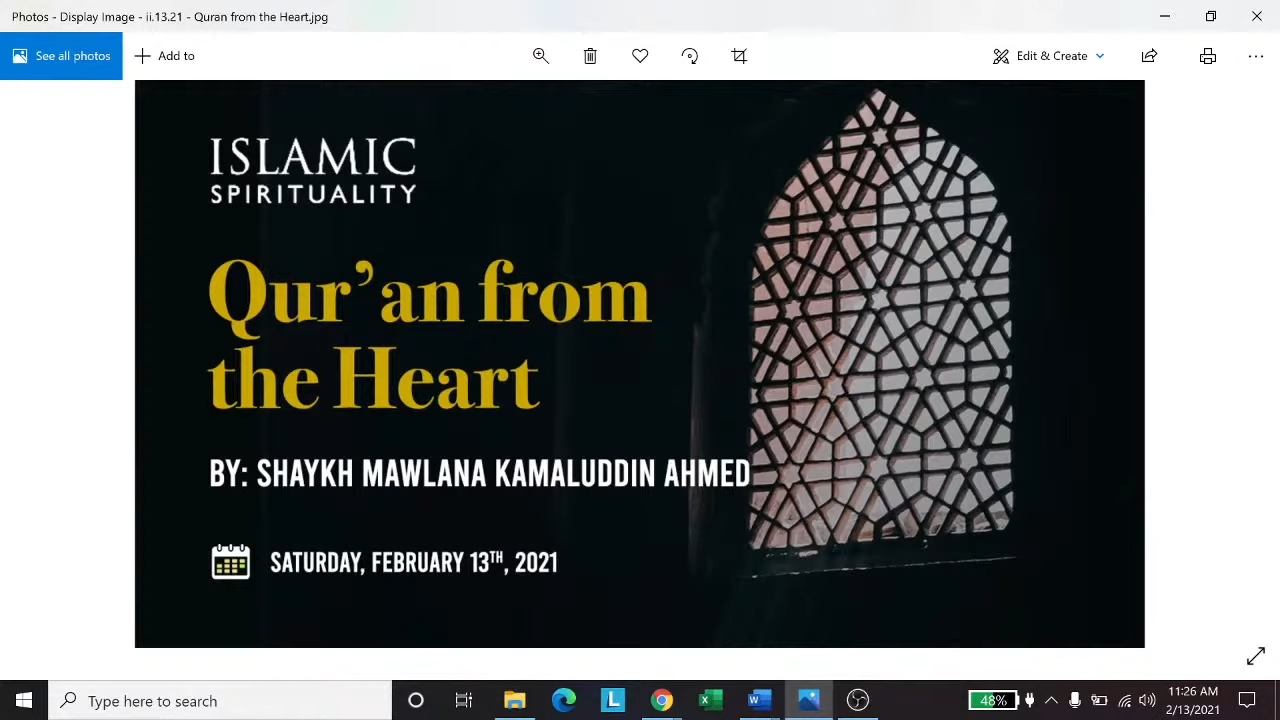 Photos - Display Image - ii.13.21 - Quran from the Heart.jpg
See all photos
Add to
Edit & Create
ISLAMIC
SPIRITUALITY
Qur’an from
the Heart
BY: SHAYKH MAWLANA KAMALUDDIN AHMED
SATURDAY, FEBRUARY 13TH, 2021
Type here to search
L
X
W
48%
11:26 AM
2/13/2021